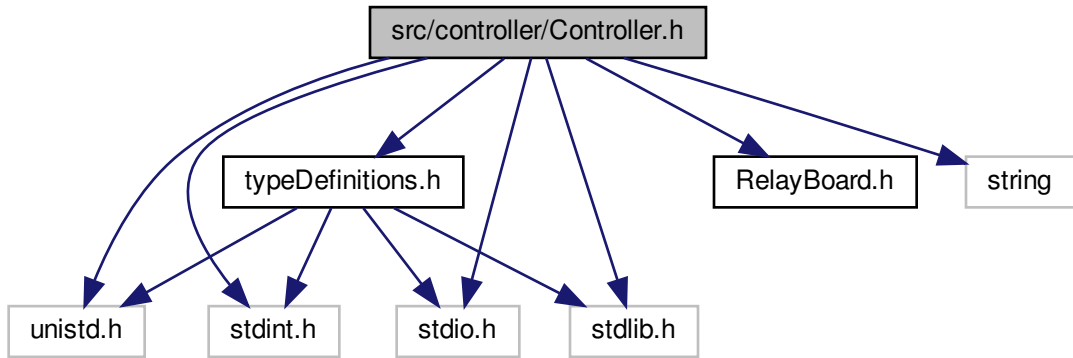 src/controller/Controller.h
typeDefinitions.h
RelayBoard.h
string
unistd.h
stdint.h
stdio.h
stdlib.h